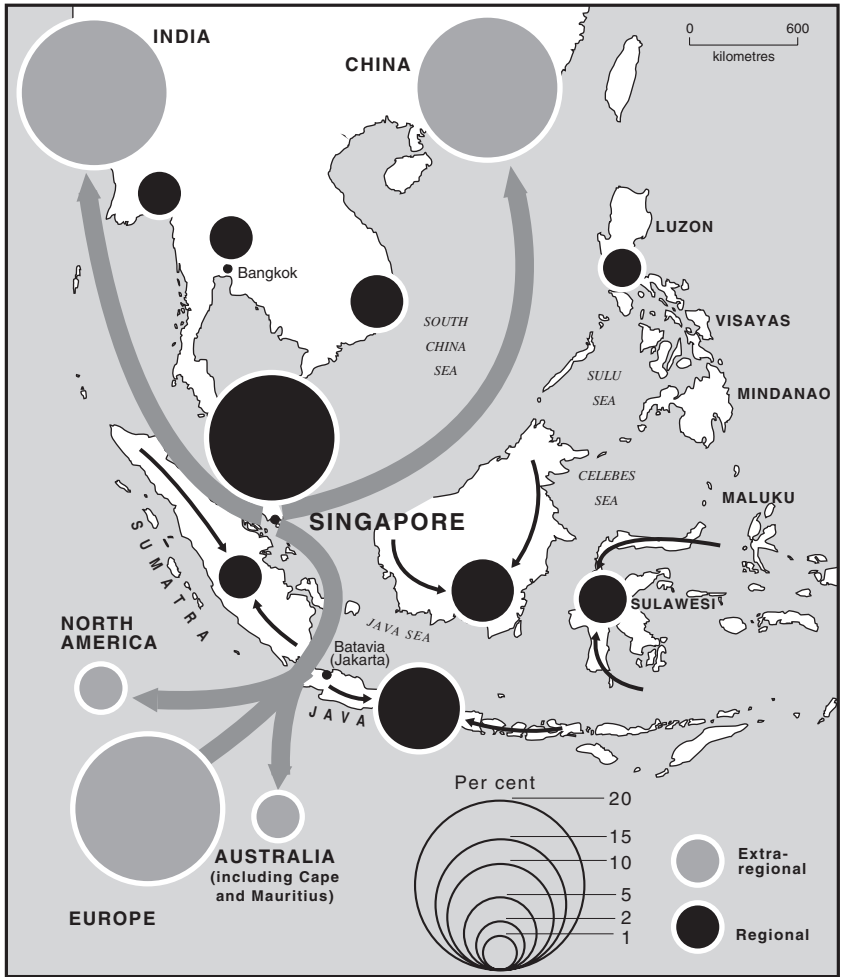 INDIA
CHINA
0 600
kilometres
LUZON
Bangkok
SOUTH
CHINA
SEA
VISAYAS
SULU
SEA
MINDANAO
CELEBES
SEA
MALUKU
SINGAPORE
SUMATRA
SULAWESI
NORTH
AMERICA
JAVA SEA
Batavia
(Jakarta)
JAVA
Per cent
20
15
10
5
2
1
Extra-
regional
Regional
AUSTRALIA
(including Cape
and Mauritius)
EUROPE